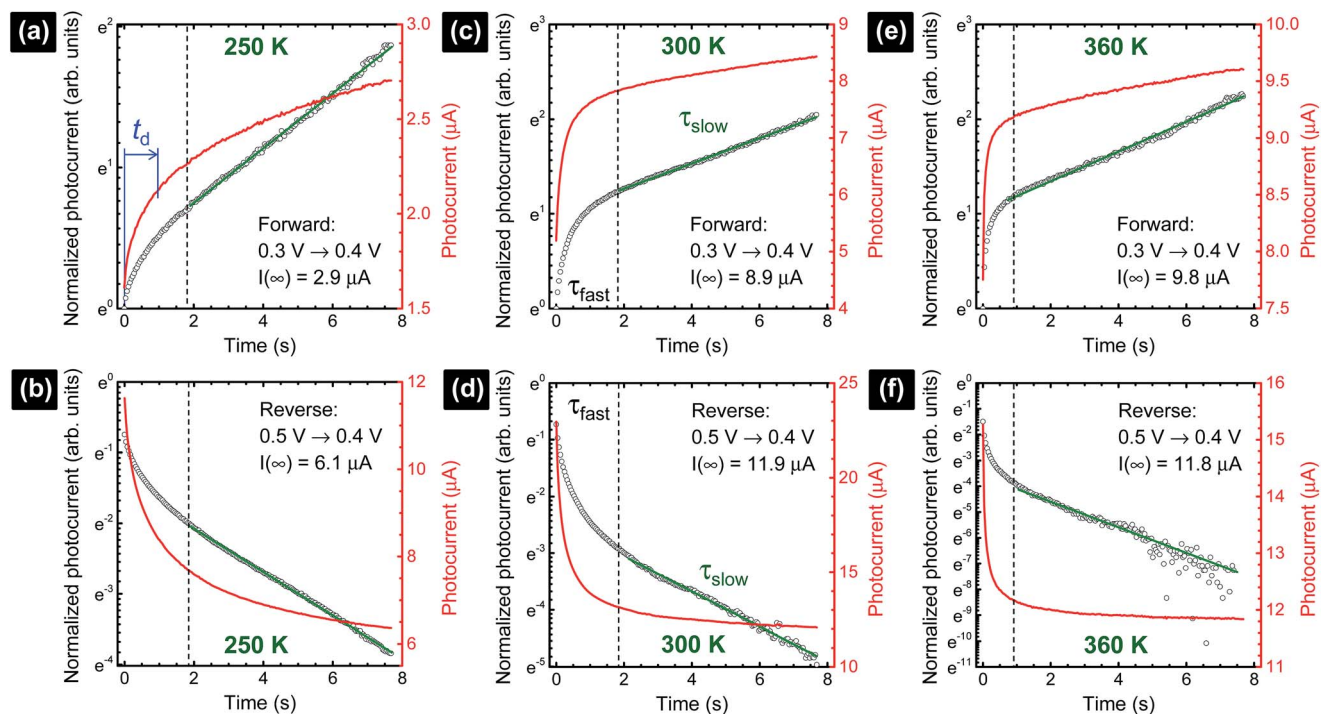 (a)
Normalized photocurrent (arb. units)
e²
e¹
e⁰
250 K
t_d
Forward:
0.3 V → 0.4 V
I(∞) = 2.9 μA
3.0
2.5
2.0
1.5
Photocurrent (μA)
0 2 4 6 8
Time (s)
(c)
Normalized photocurrent (arb. units)
e³
e²
e¹
e⁰
300 K
τ_slow
Forward:
0.3 V → 0.4 V
I(∞) = 8.9 μA
τ_fast
9
8
7
6
5
4
Photocurrent (μA)
0 2 4 6 8
Time (s)
(e)
Normalized photocurrent (arb. units)
e³
e²
e¹
e⁰
360 K
Forward:
0.3 V → 0.4 V
I(∞) = 9.8 μA
10.0
9.5
9.0
8.5
8.0
7.5
Photocurrent (μA)
0 2 4 6 8
Time (s)
(b)
Normalized photocurrent (arb. units)
e⁰
e⁻¹
e⁻²
e⁻³
e⁻⁴
Reverse:
0.5 V → 0.4 V
I(∞) = 6.1 μA
250 K
12
10
8
6
Photocurrent (μA)
0 2 4 6 8
Time (s)
(d)
Normalized photocurrent (arb. units)
e⁰
e⁻¹
e⁻²
e⁻³
e⁻⁴
e⁻⁵
τ_fast
Reverse:
0.5 V → 0.4 V
I(∞) = 11.9 μA
τ_slow
300 K
25
20
15
10
Photocurrent (μA)
0 2 4 6 8
Time (s)
(f)
Normalized photocurrent (arb. units)
e⁰
e⁻¹
e⁻²
e⁻³
e⁻⁴
e⁻⁵
e⁻⁶
e⁻⁷
e⁻⁸
e⁻⁹
e⁻¹⁰
e⁻¹¹
Reverse:
0.5 V → 0.4 V
I(∞) = 11.8 μA
360 K
16
15
14
13
12
11
Photocurrent (μA)
0 2 4 6 8
Time (s)